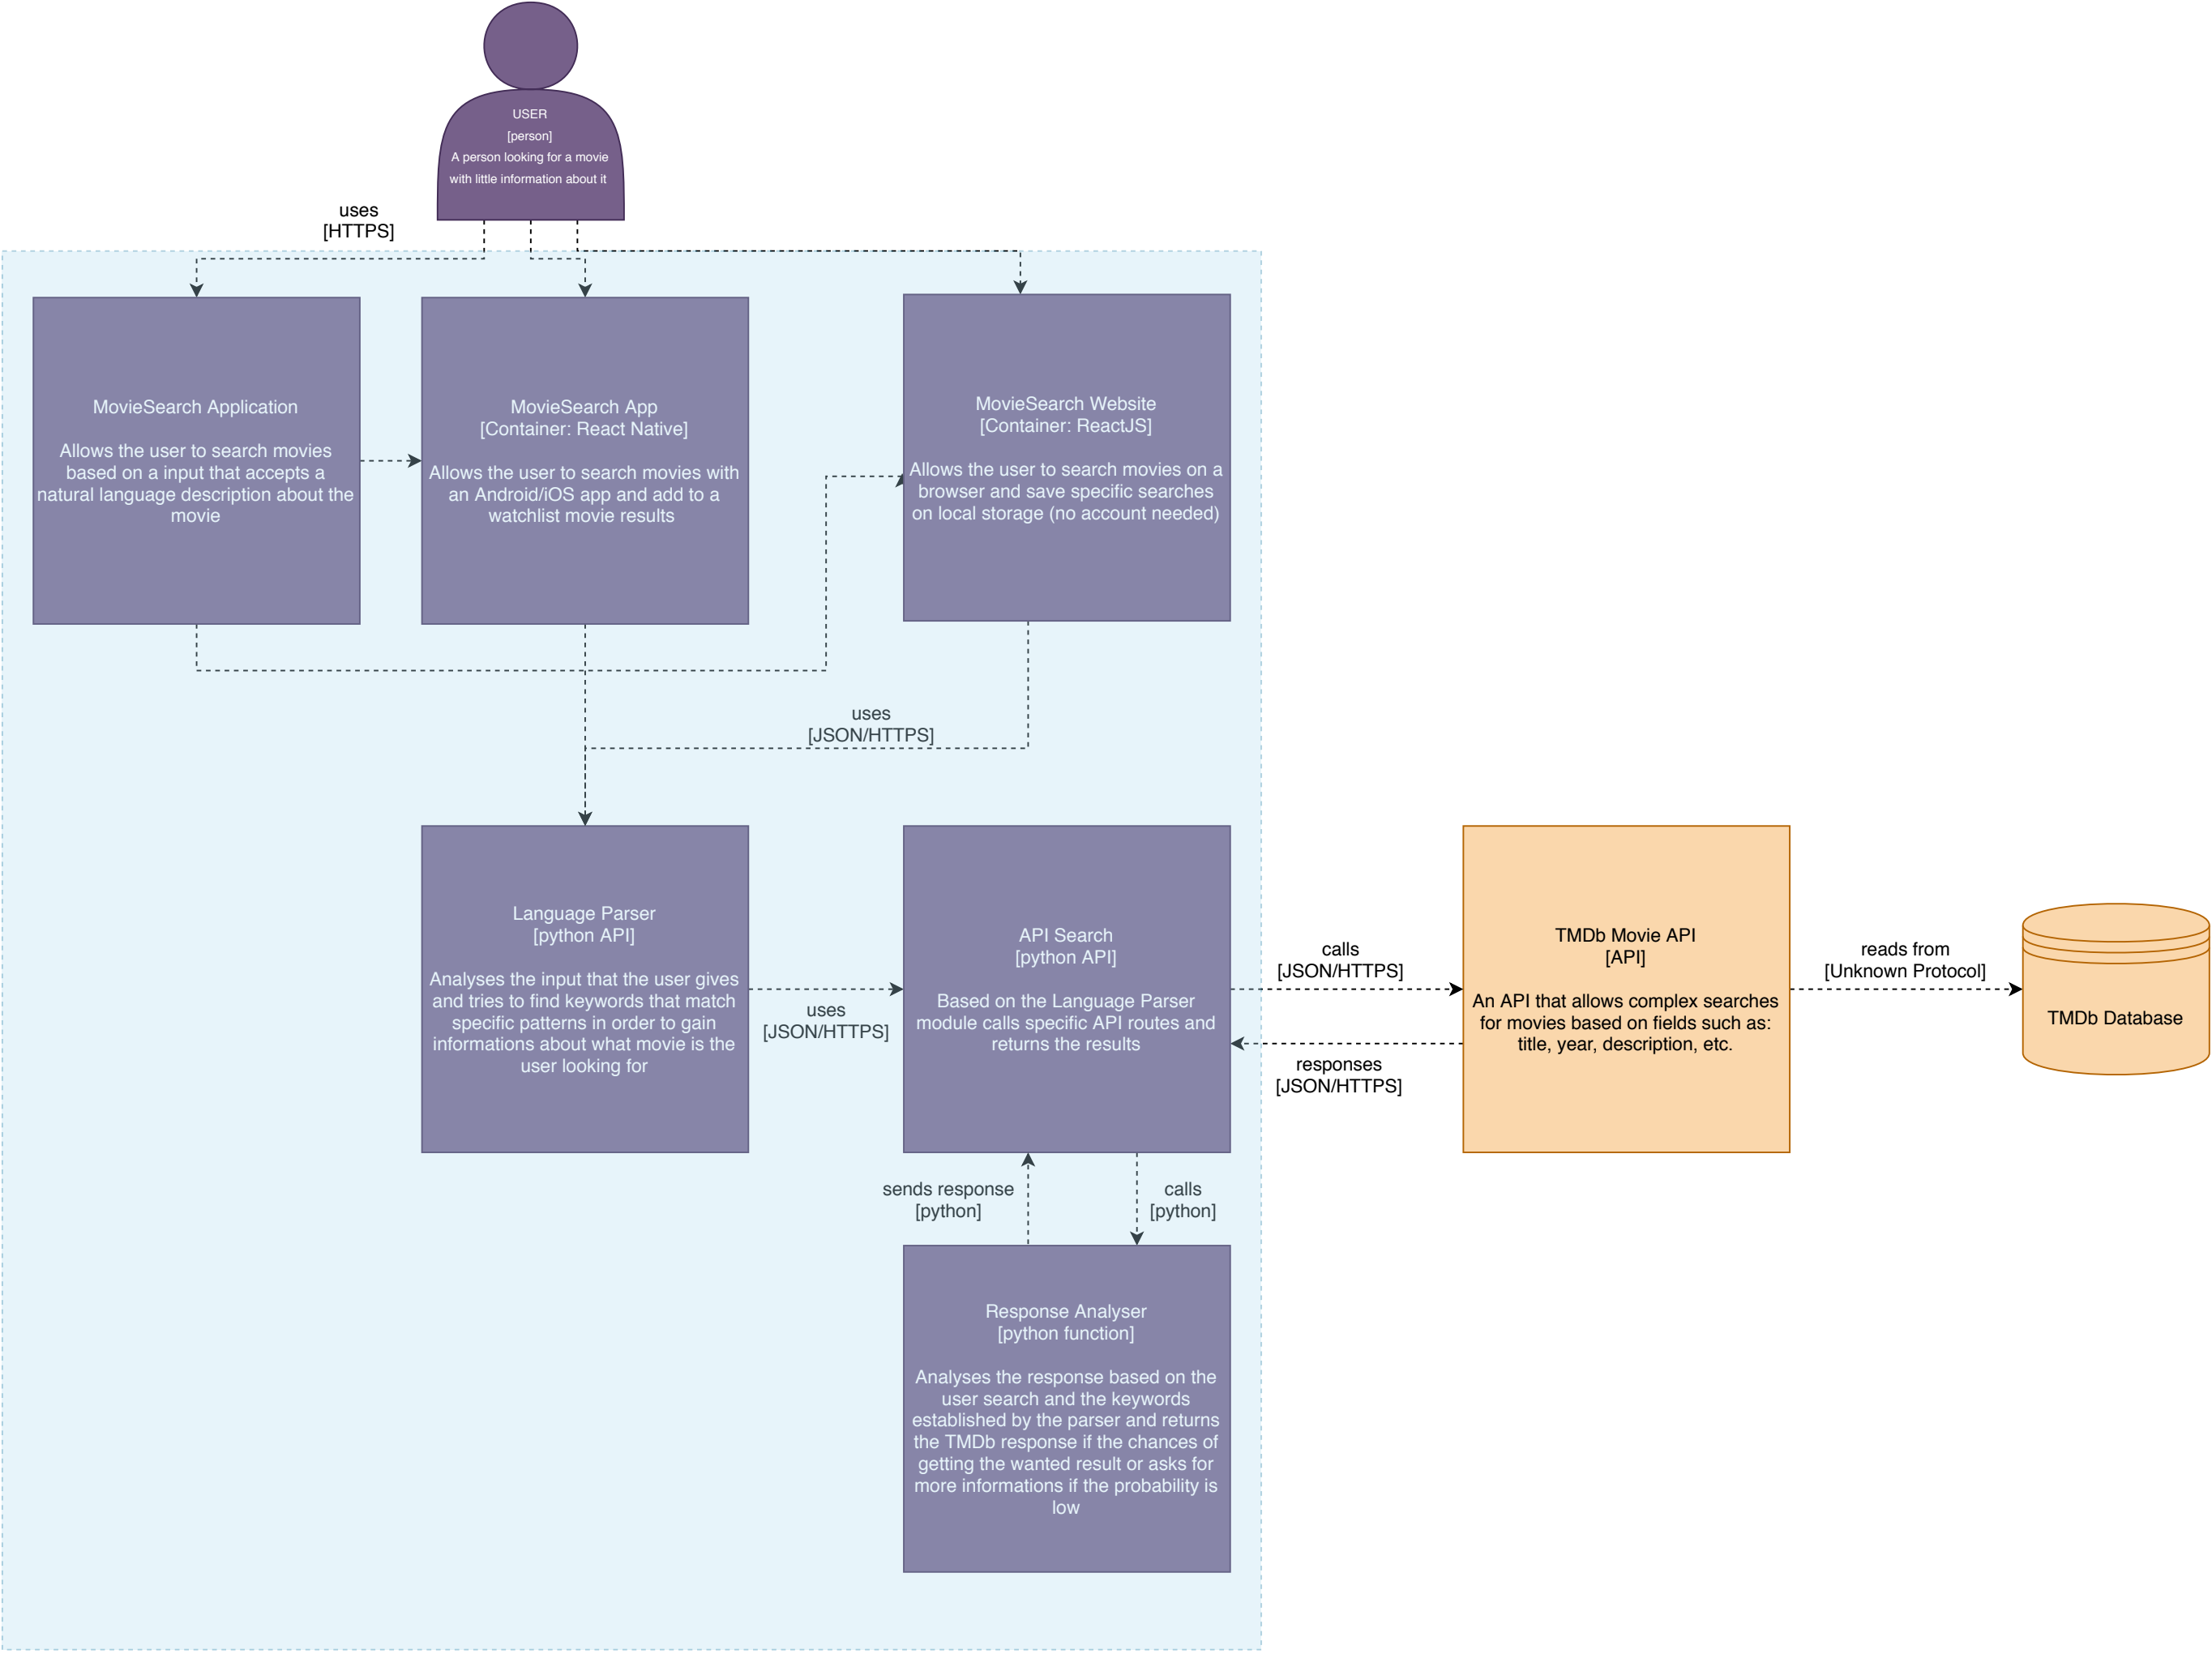 USER
[person]
A person looking for a movie
with little information about it
uses
[HTTPS]
MovieSearch Application
Allows the user to search movies
based on a input that accepts a
natural language description about the
movie
MovieSearch App
[Container: React Native]
Allows the user to search movies with
an Android/iOS app and add to a
watchlist movie results
MovieSearch Website
[Container: ReactJS]
Allows the user to search movies on a
browser and save specific searches
on local storage (no account needed)
uses
[JSON/HTTPS]
Language Parser
[python API]
Analyses the input that the user gives
and tries to find keywords that match
specific patterns in order to gain
informations about what movie is the
user looking for
uses
[JSON/HTTPS]
API Search
[python API]
Based on the Language Parser
module calls specific API routes and
returns the results
calls
[JSON/HTTPS]
responses
[JSON/HTTPS]
TMDb Movie API
[API]
An API that allows complex searches
for movies based on fields such as:
title, year, description, etc.
reads from
[Unknown Protocol]
TMDb Database
sends response
[python]
calls
[python]
Response Analyser
[python function]
Analyses the response based on the
user search and the keywords
established by the parser and returns
the TMDb response if the chances of
getting the wanted result or asks for
more informations if the probability is
low